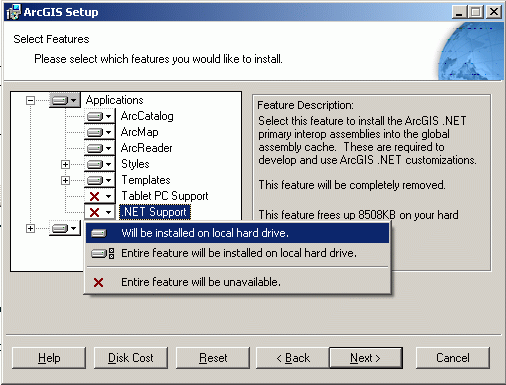 ArcGIS Setup
Select Features
Please select which features you would like to install.
Applications
ArcCatalog
ArcMap
ArcReader
Styles
Templates
Tablet PC Support
.NET Support
Feature Description:
Select this feature to install the ArcGIS .NET
primary interop assemblies into the global
assembly cache. These are required to
develop and use ArcGIS .NET customizations.
This feature will be completely removed.
This feature frees up 8508KB on your hard
Will be installed on local hard drive.
Entire feature will be installed on local hard drive.
Entire feature will be unavailable.
Help
Disk Cost
Reset
< Back
Next >
Cancel